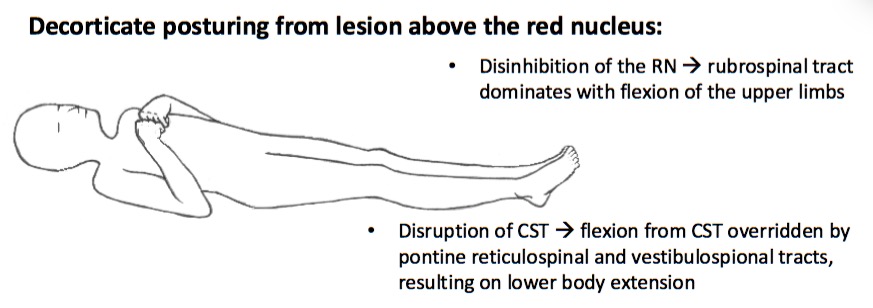 Decorticate posturing from lesion above the red nucleus:
• Disinhibition of the RN → rubrospinal tract
dominates with flexion of the upper limbs
• Disruption of CST → flexion from CST overridden by
pontine reticulospinal and vestibulospional tracts,
resulting on lower body extension